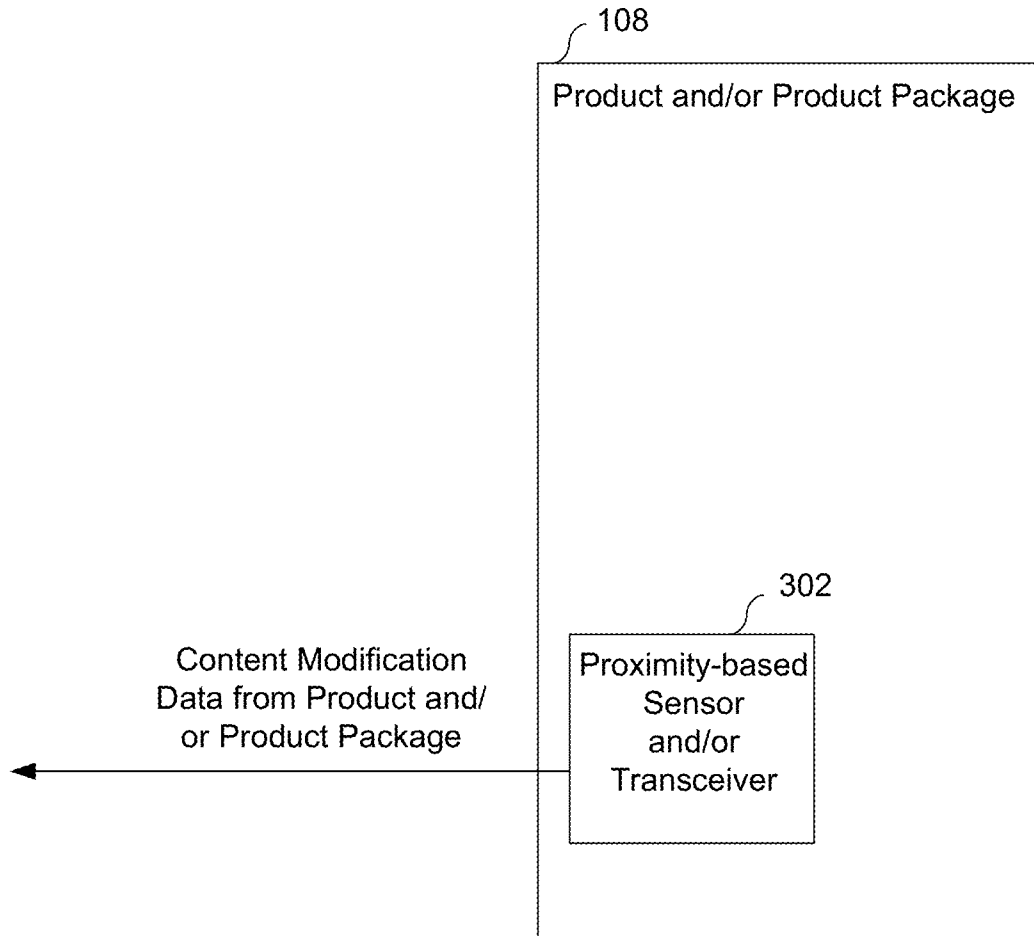 108
Product and/or Product Package
302
Proximity-based
Sensor
and/or
Transceiver
Content Modification
Data from Product and/
or Product Package